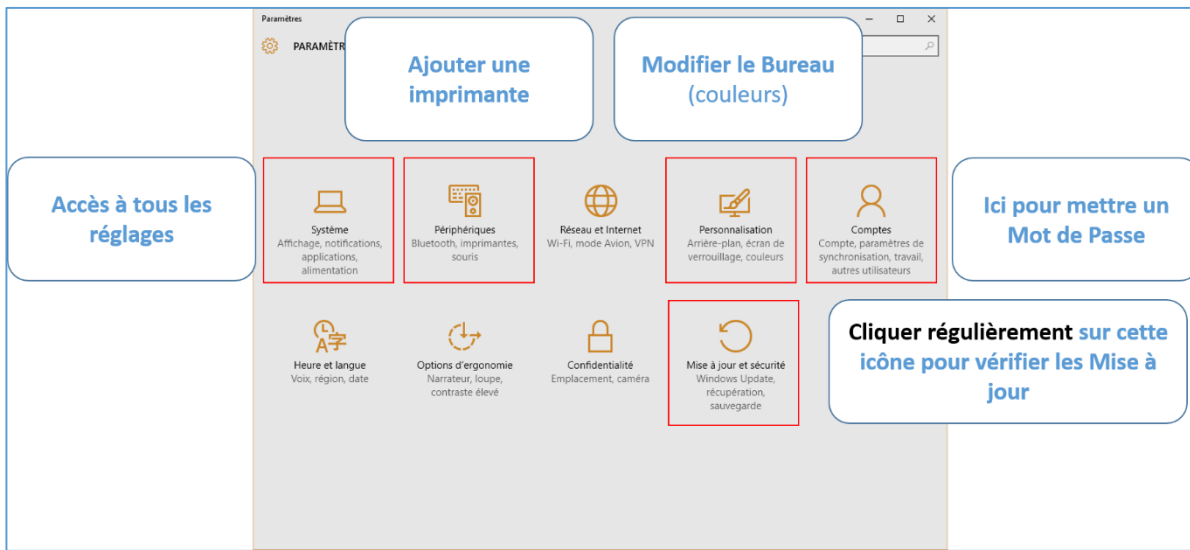 Paramètres
PARAMÈTR
Ajouter une
imprimante
Modifier le Bureau
(couleurs)
Accès à tous les
réglages
Système
Affichage, notifications,
applications,
alimentation
Périphériques
Bluetooth, imprimantes,
souris
Réseau et Internet
Wi-Fi, mode Avion, VPN
Personnalisation
Arrière-plan, écran de
verrouillage, couleurs
Comptes
Compte, paramètres de
synchronisation, travail,
autres utilisateurs
Ici pour mettre un
Mot de Passe
Heure et langue
Voix, région, date
Options d'ergonomie
Narrateur, loupe,
contraste élevé
Confidentialité
Emplacement, caméra
Mise à jour et sécurité
Windows Update,
récupération,
sauvegarde
Cliquer régulièrement sur cette
icône pour vérifier les Mise à
jour